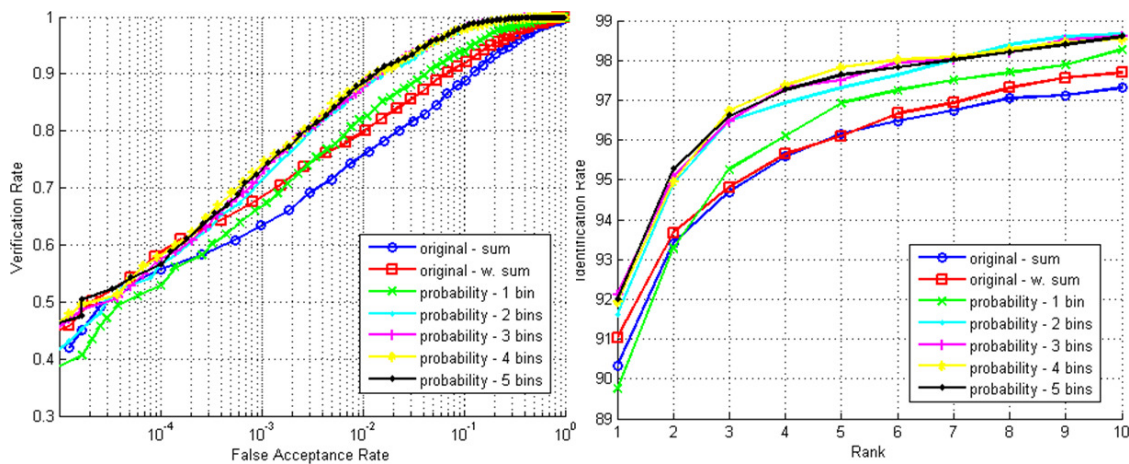 1
0.9
0.8
0.7
0.6
0.5
0.4
0.3
Verification Rate
10^-4
10^-3
10^-2
10^-1
10^0
False Acceptance Rate
original - sum
original - w. sum
probability - 1 bin
probability - 2 bins
probability - 3 bins
probability - 4 bins
probability - 5 bins
99
98
97
96
95
94
93
92
91
90
89
Identification Rate
1 2 3 4 5 6 7 8 9 10
Rank
original - sum
original - w. sum
probability - 1 bin
probability - 2 bins
probability - 3 bins
probability - 4 bins
probability - 5 bins